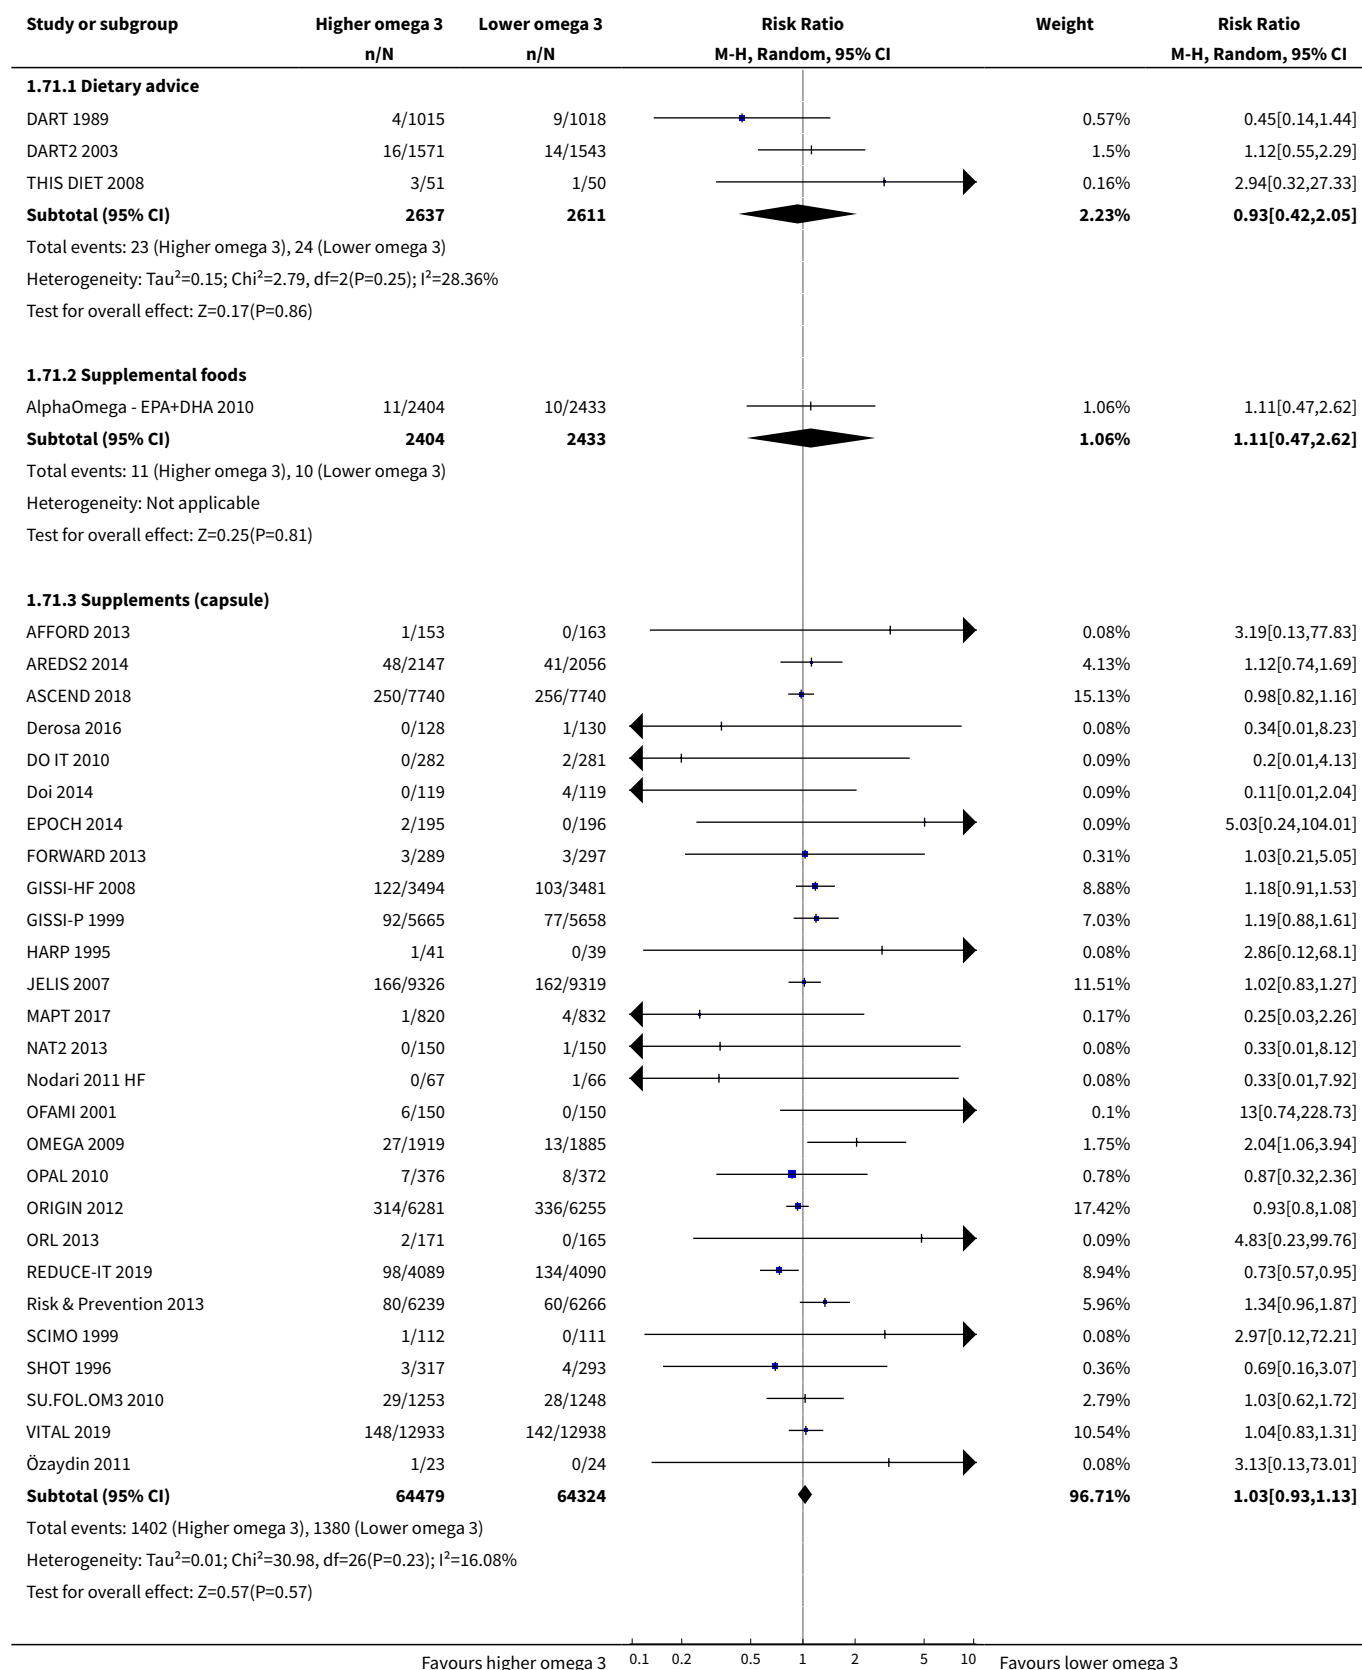 Study or subgroup Higher omega 3 Lower omega 3 Risk Ratio Weight Risk Ratio
n/N n/N M-H, Random, 95% CI M-H, Random, 95% CI
1.71.1 Dietary advice
DART 1989 4/1015 9/1018 0.57% 0.45[0.14,1.44]
DART2 2003 16/1571 14/1543 1.5% 1.12[0.55,2.29]
THIS DIET 2008 3/51 1/50 0.16% 2.94[0.32,27.33]
Subtotal (95% CI) 2637 2611 2.23% 0.93[0.42,2.05]
Total events: 23 (Higher omega 3), 24 (Lower omega 3)
Heterogeneity: Tau²=0.15; Chi²=2.79, df=2(P=0.25); I²=28.36%
Test for overall effect: Z=0.17(P=0.86)
1.71.2 Supplemental foods
AlphaOmega - EPA+DHA 2010 11/2404 10/2433 1.06% 1.11[0.47,2.62]
Subtotal (95% CI) 2404 2433 1.06% 1.11[0.47,2.62]
Total events: 11 (Higher omega 3), 10 (Lower omega 3)
Heterogeneity: Not applicable
Test for overall effect: Z=0.25(P=0.81)
1.71.3 Supplements (capsule)
AFFORD 2013 1/153 0/163 0.08% 3.19[0.13,77.83]
AREDS2 2014 48/2147 41/2056 4.13% 1.12[0.74,1.69]
ASCEND 2018 250/7740 256/7740 15.13% 0.98[0.82,1.16]
Derosa 2016 0/128 1/130 0.08% 0.34[0.01,8.23]
DO IT 2010 0/282 2/281 0.09% 0.2[0.01,4.13]
Doi 2014 0/119 4/119 0.09% 0.11[0.01,2.04]
EPOCH 2014 2/195 0/196 0.09% 5.03[0.24,104.01]
FORWARD 2013 3/289 3/297 0.31% 1.03[0.21,5.05]
GISSI-HF 2008 122/3494 103/3481 8.88% 1.18[0.91,1.53]
GISSI-P 1999 92/5665 77/5658 7.03% 1.19[0.88,1.61]
HARP 1995 1/41 0/39 0.08% 2.86[0.12,68.1]
JELIS 2007 166/9326 162/9319 11.51% 1.02[0.83,1.27]
MAPT 2017 1/820 4/832 0.17% 0.25[0.03,2.26]
NAT2 2013 0/150 1/150 0.08% 0.33[0.01,8.12]
Nodari 2011 HF 0/67 1/66 0.08% 0.33[0.01,7.92]
OFAMI 2001 6/150 0/150 0.1% 13[0.74,228.73]
OMEGA 2009 27/1919 13/1885 1.75% 2.04[1.06,3.94]
OPAL 2010 7/376 8/372 0.78% 0.87[0.32,2.36]
ORIGIN 2012 314/6281 336/6255 17.42% 0.93[0.8,1.08]
ORL 2013 2/171 0/165 0.09% 4.83[0.23,99.76]
REDUCE-IT 2019 98/4089 134/4090 8.94% 0.73[0.57,0.95]
Risk & Prevention 2013 80/6239 60/6266 5.96% 1.34[0.96,1.87]
SCIMO 1999 1/112 0/111 0.08% 2.97[0.12,72.21]
SHOT 1996 3/317 4/293 0.36% 0.69[0.16,3.07]
SU.FOL.OM3 2010 29/1253 28/1248 2.79% 1.03[0.62,1.72]
VITAL 2019 148/12933 142/12938 10.54% 1.04[0.83,1.31]
Özaydin 2011 1/23 0/24 0.08% 3.13[0.13,73.01]
Subtotal (95% CI) 64479 64324 96.71% 1.03[0.93,1.13]
Total events: 1402 (Higher omega 3), 1380 (Lower omega 3)
Heterogeneity: Tau²=0.01; Chi²=30.98, df=26(P=0.23); I²=16.08%
Test for overall effect: Z=0.57(P=0.57)
Favours higher omega 3 0.1 0.2 0.5 1 2 5 10 Favours lower omega 3